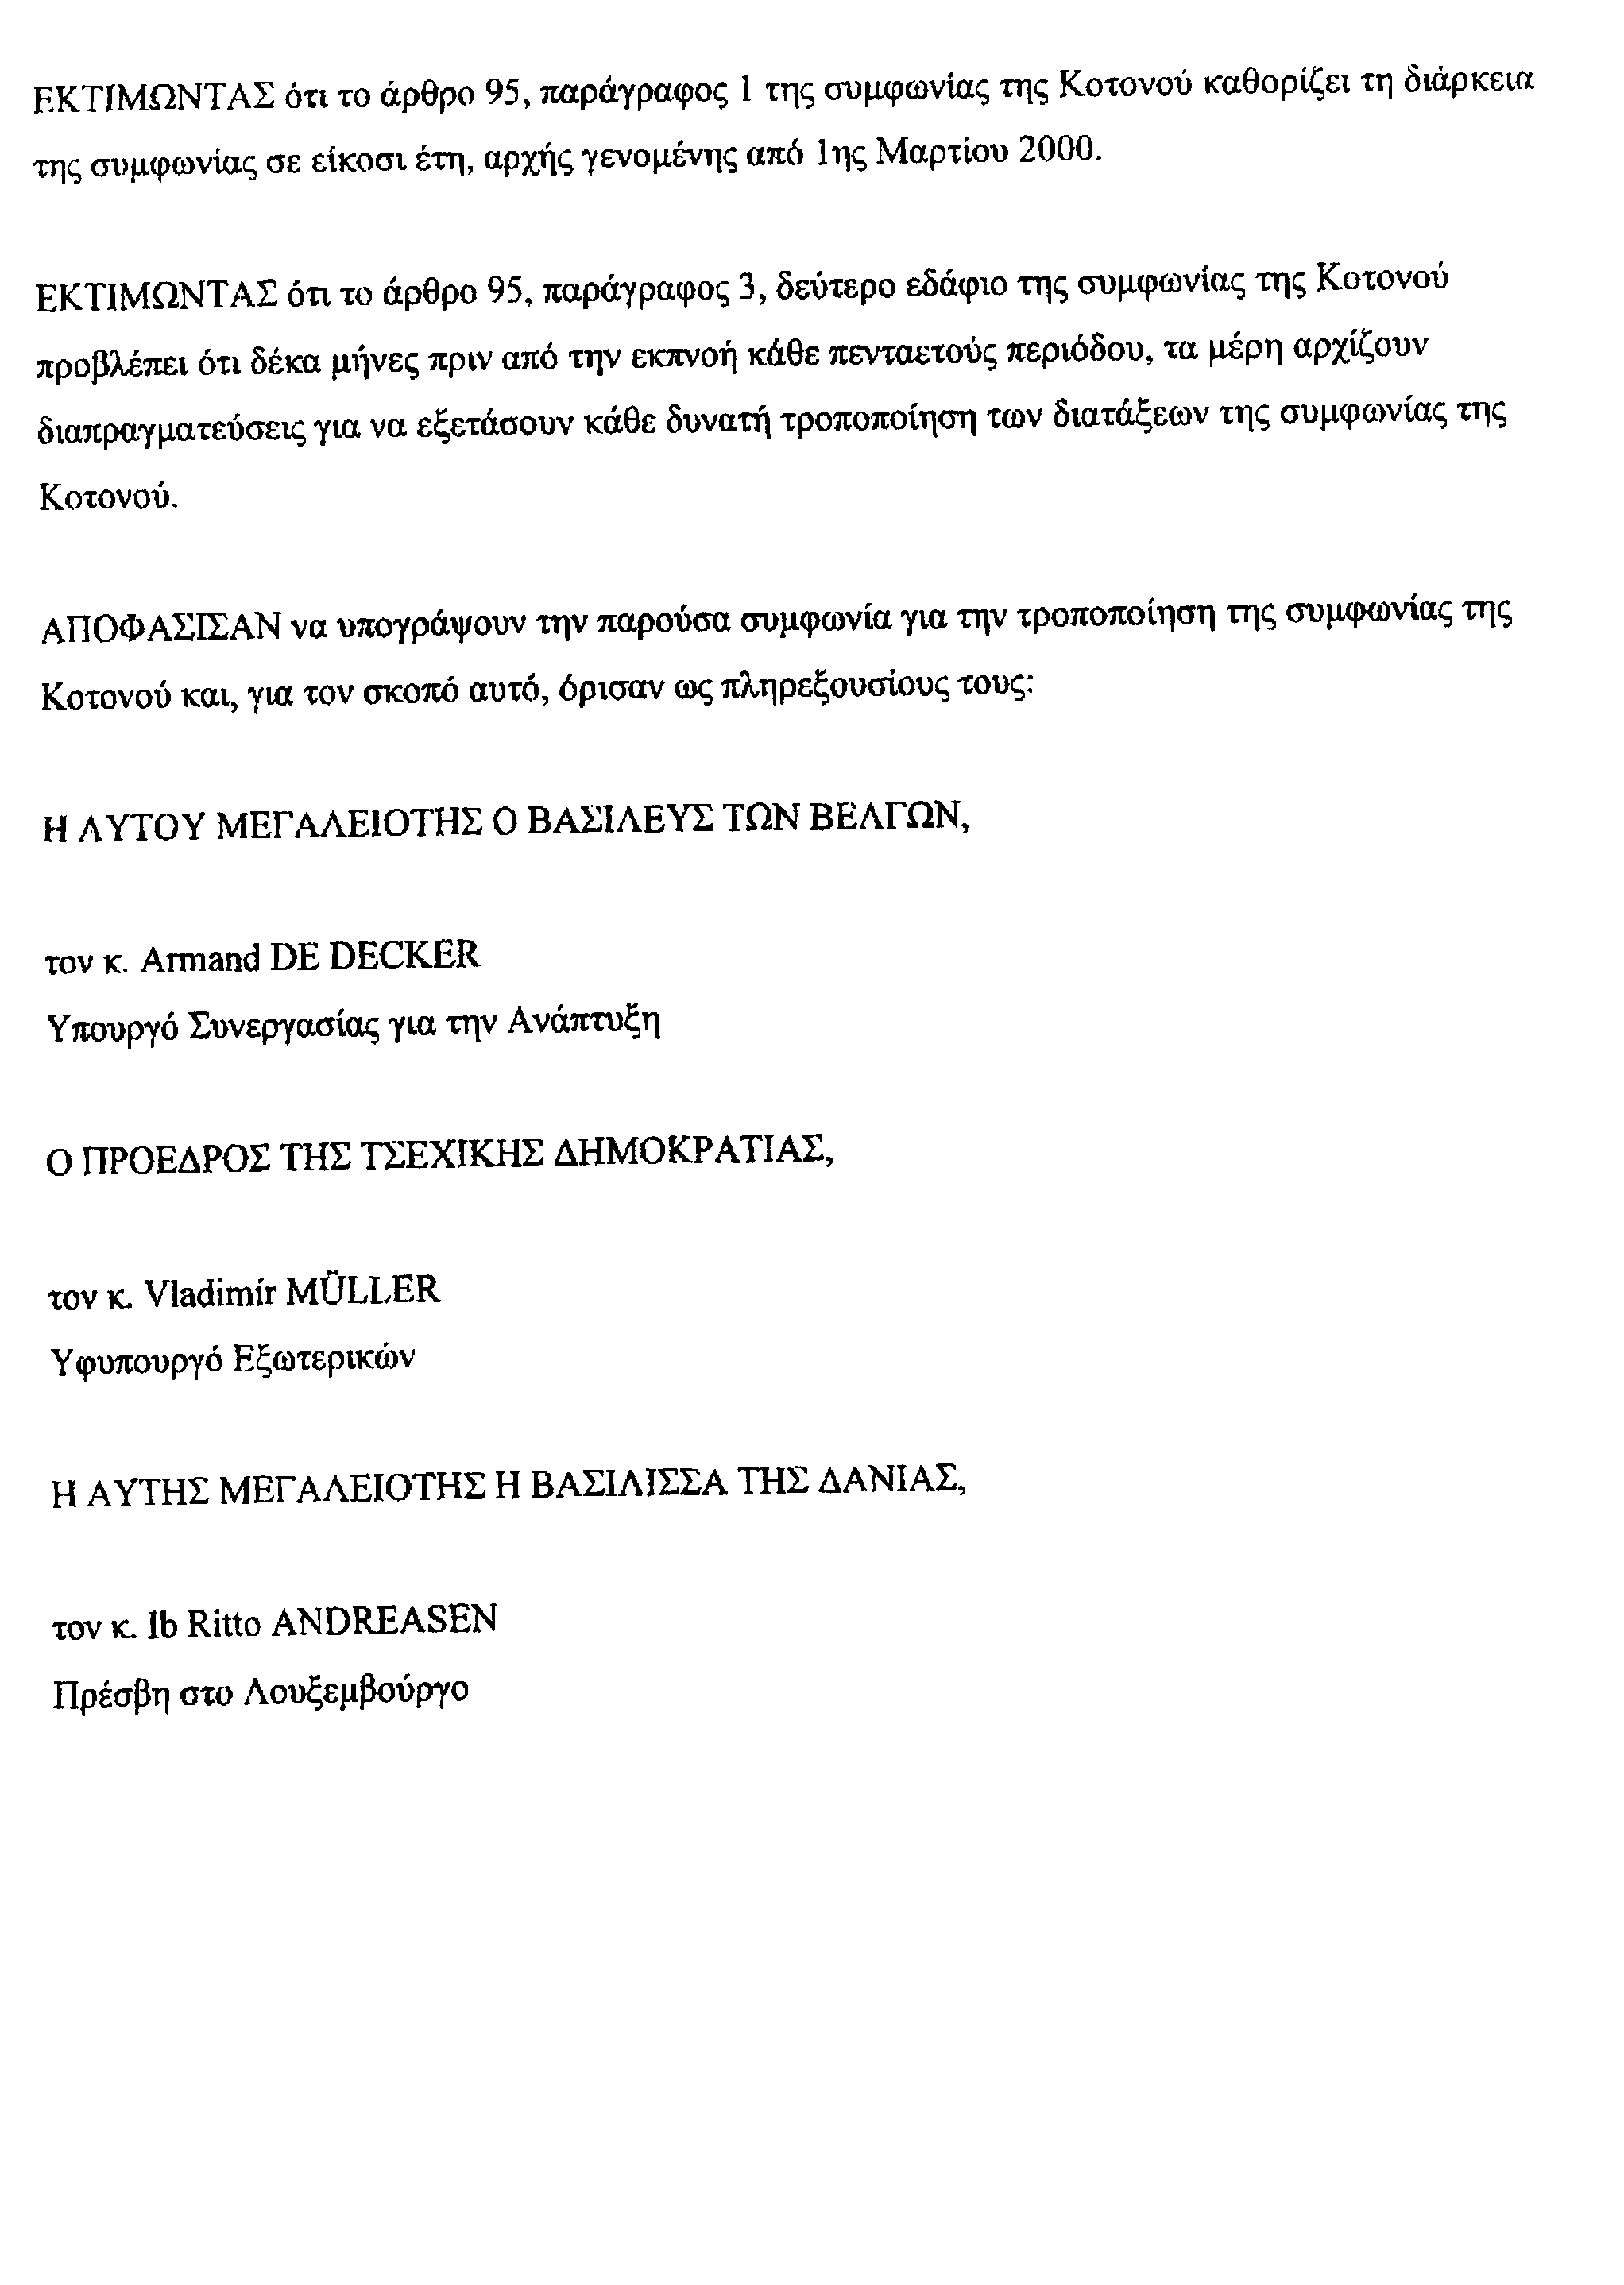 ΕΚΤΙΜΩΝΤΑΣ ότι το άρθρο 95, παράγραφος 1 της συμφωνίας της Κοτονού καθορίζει τη διάρκεια
της συμφωνίας σε είκοσι έτη, αρχής γενομένης από 1ης Μαρτίου 2000.
ΕΚΤΙΜΩΝΤΑΣ ότι το άρθρο 95, παράγραφος 3, δεύτερο εδάφιο της συμφωνίας της Κοτονού
προβλέπει ότι δέκα μήνες πριν από την εκπνοή κάθε πενταετούς περιόδου, τα μέρη αρχίζουν
διαπραγματεύσεις για να εξετάσουν κάθε δυνατή τροποποίηση των διατάξεων της συμφωνίας της
Κοτονού.
ΑΠΟΦΑΣΙΣΑΝ να υπογράψουν την παρούσα συμφωνία για την τροποποίηση της συμφωνίας της
Κοτονού και, για τον σκοπό αυτό, όρισαν ως πληρεξουσίους τους:
Η ΑΥΤΟΥ ΜΕΓΑΛΕΙΟΤΗΣ Ο ΒΑΣΙΛΕΥΣ ΤΩΝ ΒΕΛΓΩΝ,
τον κ. Armand DE DECKER
Υπουργό Συνεργασίας για την Ανάπτυξη
Ο ΠΡΟΕΔΡΟΣ ΤΗΣ ΤΣΕΧΙΚΗΣ ΔΗΜΟΚΡΑΤΙΑΣ,
τον κ. Vladimír MÜLLER
Υφυπουργό Εξωτερικών
Η ΑΥΤΗΣ ΜΕΓΑΛΕΙΟΤΗΣ Η ΒΑΣΙΛΙΣΣΑ ΤΗΣ ΔΑΝΙΑΣ,
τον κ. Ib Ritto ANDREASEN
Πρέσβη στο Λουξεμβούργο